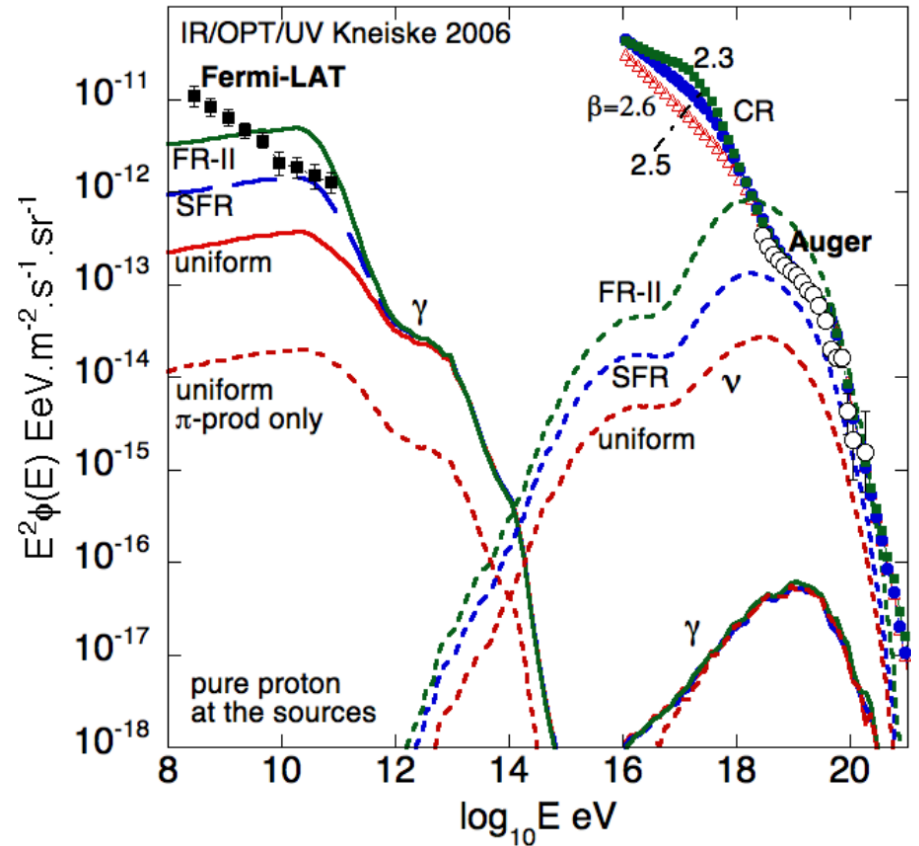 IR/OPT/UV Kneiske 2006
Fermi-LAT
2.3
CR
β=2.6
2.5
FR-II
SFR
Auger
uniform
FR-II
γ
SFR
ν
uniform
π-prod only
uniform
γ
pure proton
at the sources
E²ϕ(E) EeV.m⁻².s⁻¹.sr⁻¹
10⁻¹¹
10⁻¹²
10⁻¹³
10⁻¹⁴
10⁻¹⁵
10⁻¹⁶
10⁻¹⁷
10⁻¹⁸
8 10 12 14 16 18 20
log₁₀E eV